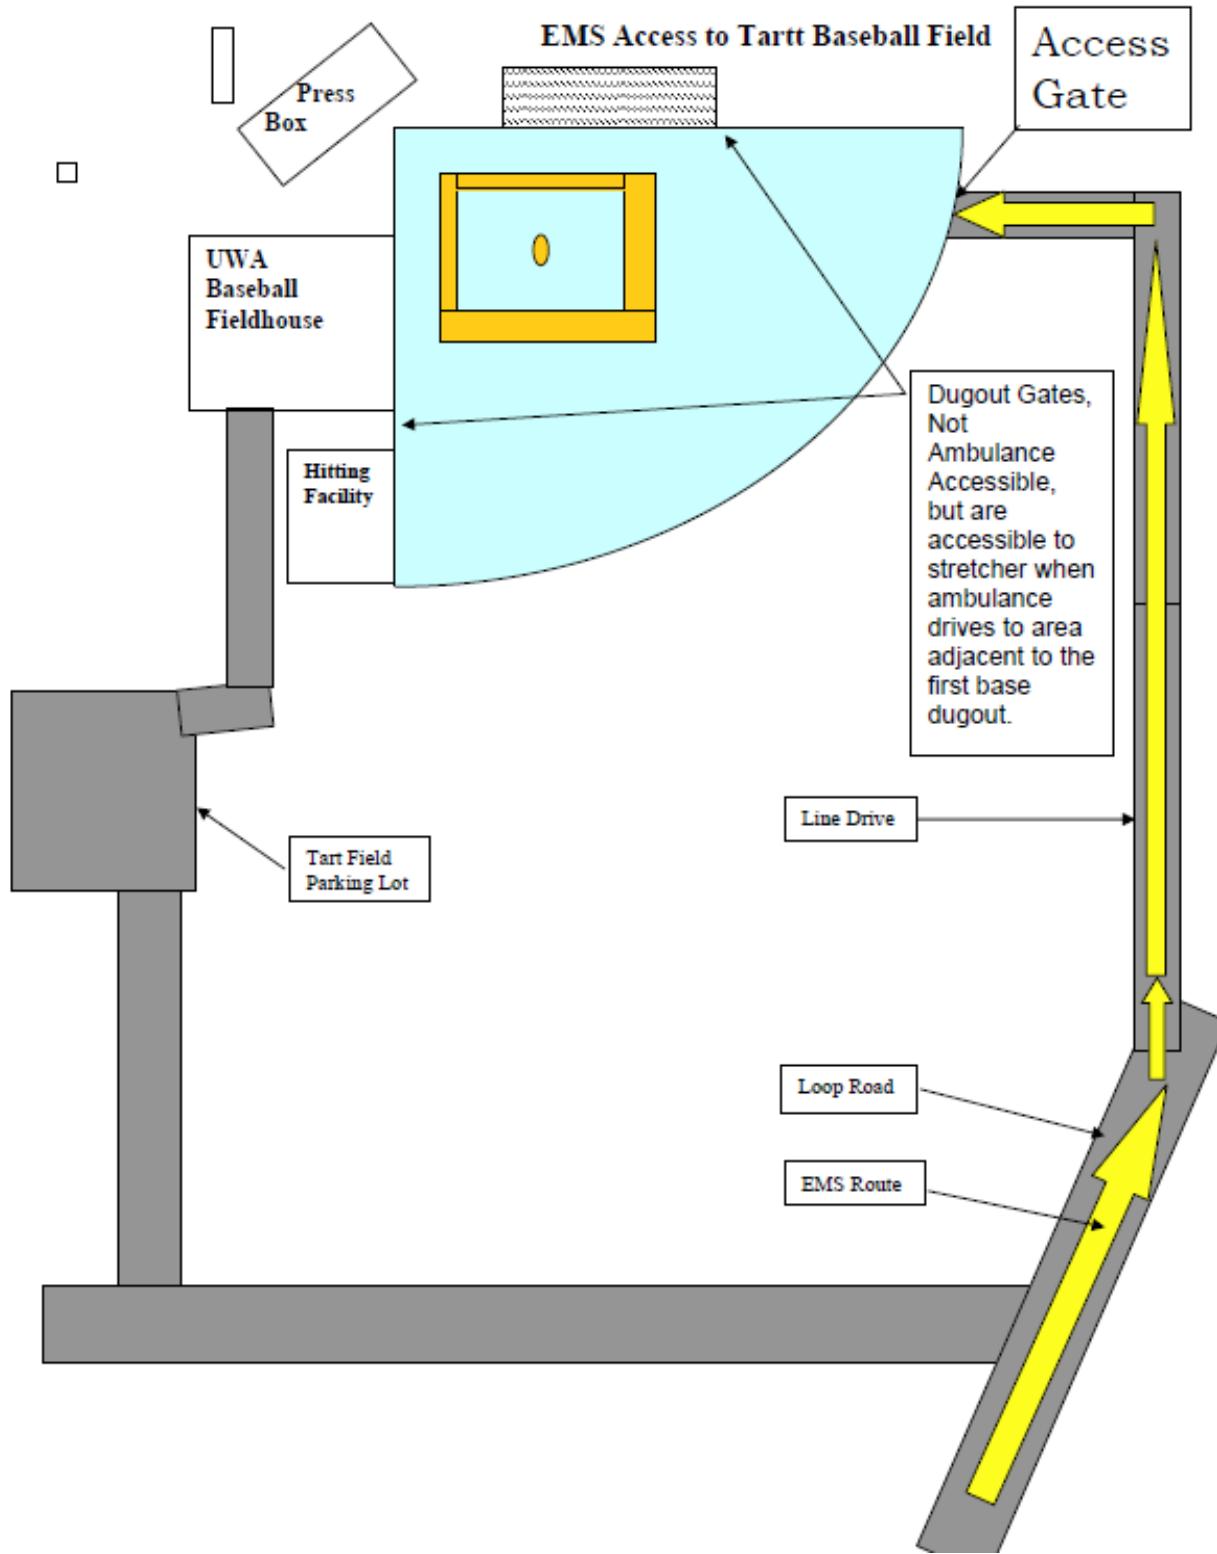 EMS Access to Tartt Baseball Field
Access
Gate
Press
Box
UWA
Baseball
Fieldhouse
Dugout Gates,
Not
Ambulance
Accessible,
but are
accessible to
stretcher when
ambulance
drives to area
adjacent to the
first base
dugout.
Hitting
Facility
Line Drive
Tart Field
Parking Lot
Loop Road
EMS Route